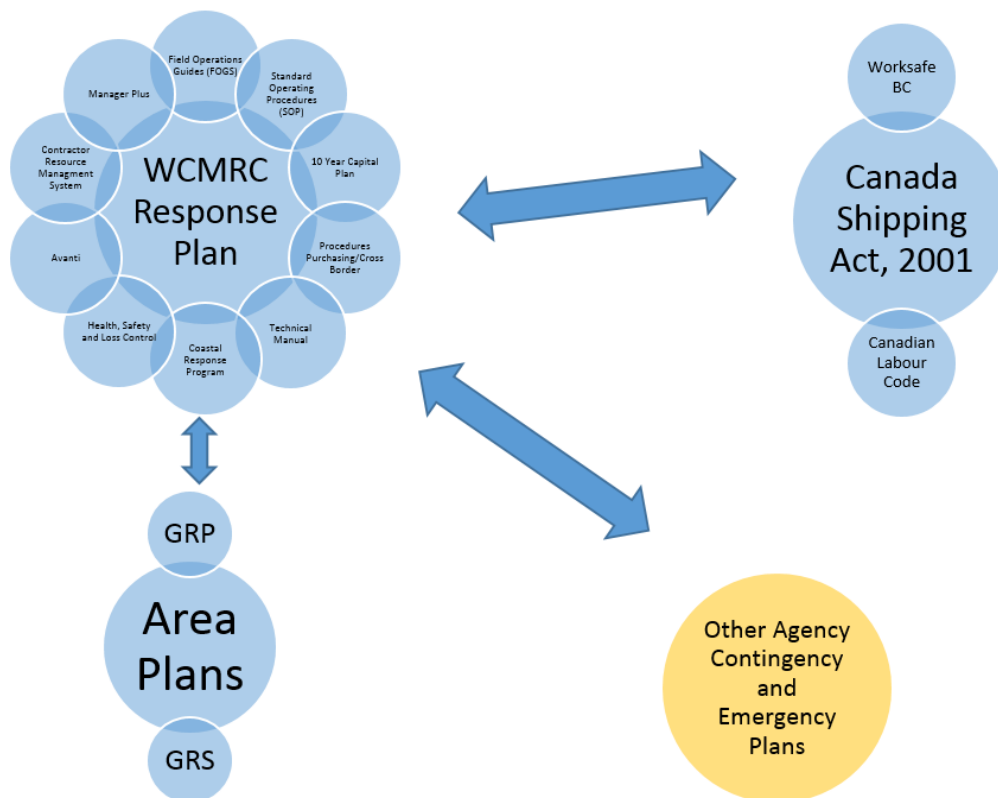 Field Operations
Guides (FOGS)
Standard
Operating
Procedures
(SOP)
10 Year Capital
Plan
Procedures
Purchasing/Cross
Border
Technical
Manual
Coastal
Response
Program
Health, Safety
and Loss Control
Avanti
Contractor
Resource
Managment
System
Manager Plus
WCMRC
Response
Plan
Worksafe
BC
Canada
Shipping
Act, 2001
Canadian
Labour
Code
GRP
Area
Plans
GRS
Other Agency
Contingency
and
Emergency
Plans